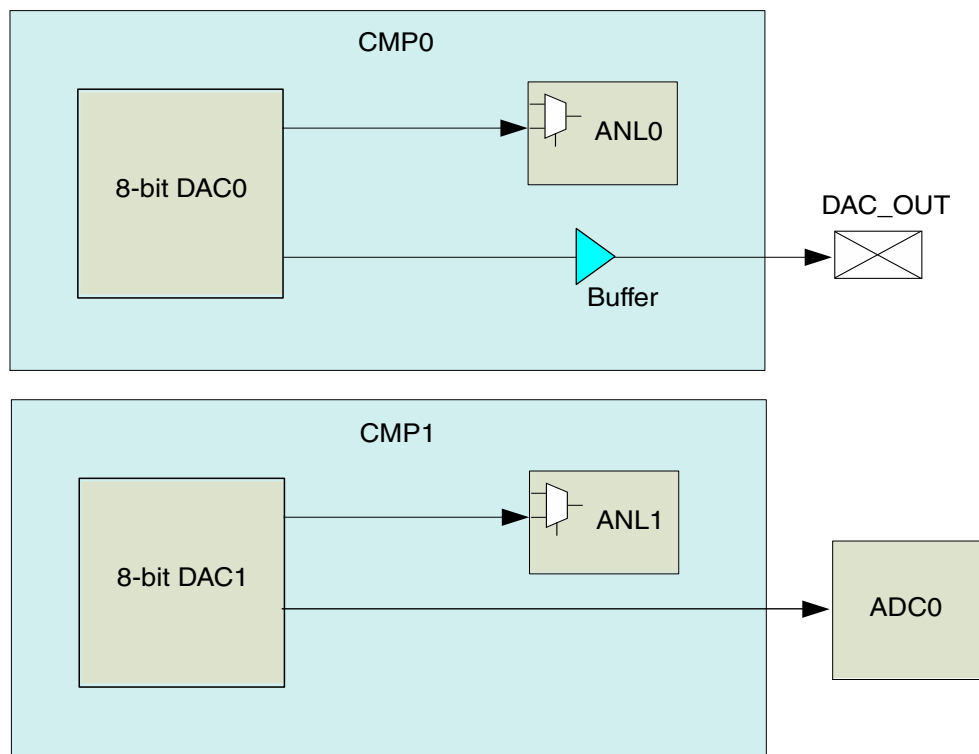 CMP0
8-bit DAC0
ANL0
DAC_OUT
Buffer
CMP1
8-bit DAC1
ANL1
ADC0